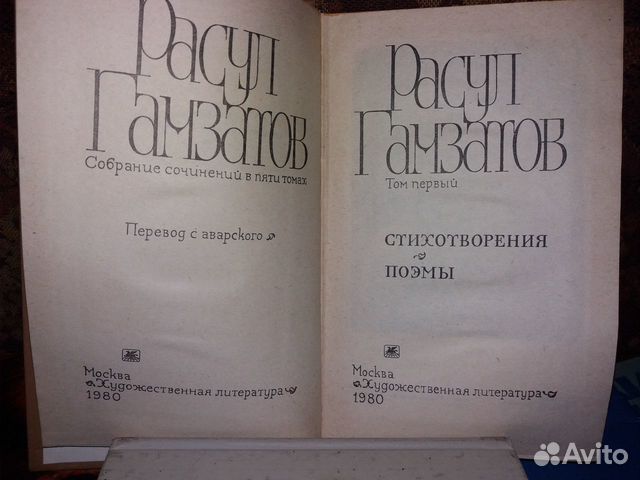 Расул
Гамзатов
Собрание сочинений в пяти томах
Перевод с аварского
Москва
Художественная литература
1980
Расул
Гамзатов
Том первый
СТИХОТВОРЕНИЯ
ПОЭМЫ
Москва
Художественная литература
1980
Avito